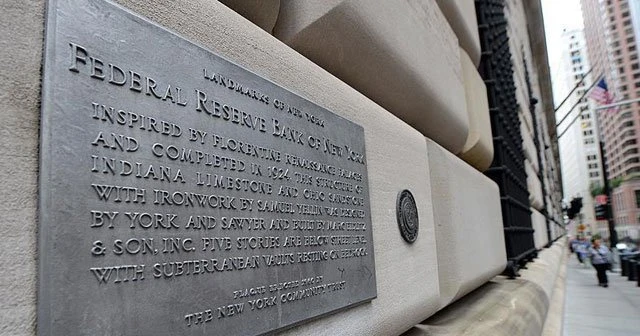 LANDMARKS OF NEW YORK
FEDERAL RESERVE BANK OF NEW YORK
INSPIRED BY FLORENTINE RENAISSANCE PALACES
AND COMPLETED IN 1924, THIS STRUCTURE OF
INDIANA LIMESTONE AND OHIO SANDSTONE
WITH IRONWORK BY SAMUEL YELLIN WAS DESIGNED
BY YORK AND SAWYER AND BUILT BY MARC EIDLITZ
& SON, INC. FIVE STORIES ARE BELOW STREET LEVEL
WITH SUBTERRANEAN VAULTS RESTING ON BEDROCK.
PLAQUE ERECTED BY
THE NEW YORK COMMUNITY TRUST